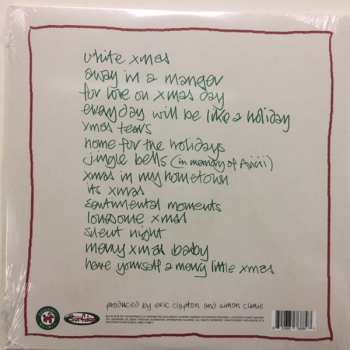 white xmas
away in a manger
for love on xmas day
everyday will be like a holiday
xmas tears
home for the holidays
jingle bells (in memory of Avicii)
xmas in my hometown
its xmas
sentimental moments
lonesome xmas
silent night
merry xmas baby
have yourself a merry little xmas
produced by eric clapton and simon climie